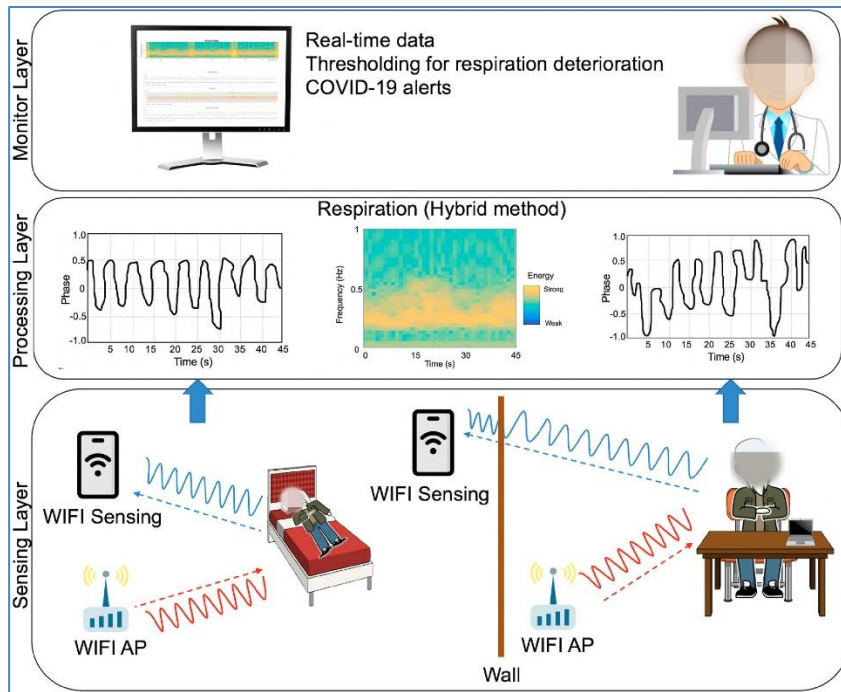 Monitor Layer
Real-time data
Thresholding for respiration deterioration
COVID-19 alerts
Processing Layer
Respiration (Hybrid method)
Phase
1.0
0.5
0
-0.5
-1.0
5 10 15 20 25 30 35 40 45
Time (s)
Frequency (Hz)
1
0.5
0
0 15 30 45
Time (s)
Energy
Strong
Weak
Phase
1.0
0.5
0
-0.5
-1.0
5 10 15 20 25 30 35 40 45
Time (s)
Sensing Layer
WIFI Sensing
WIFI AP
WIFI Sensing
WIFI AP
Wall